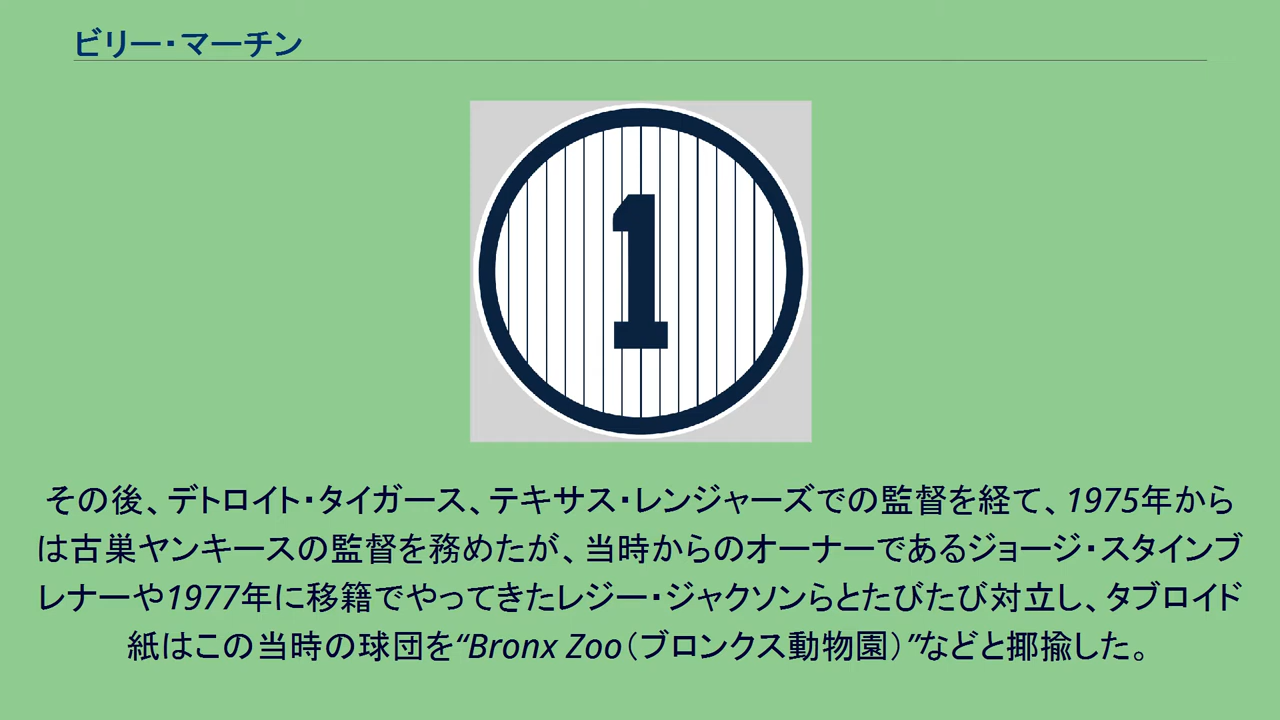 ビリー・マーチン
1
その後、デトロイト・タイガース、テキサス・レンジャーズでの監督を経て、1975年から
は古巣ヤンキースの監督を務めたが、当時からのオーナーであるジョージ・スタインブ
レナーや1977年に移籍でやってきたレジー・ジャクソンらとたびたび対立し、タブロイド
紙はこの当時の球団を“Bronx Zoo（ブロンクス動物園）”などと揶揄した。